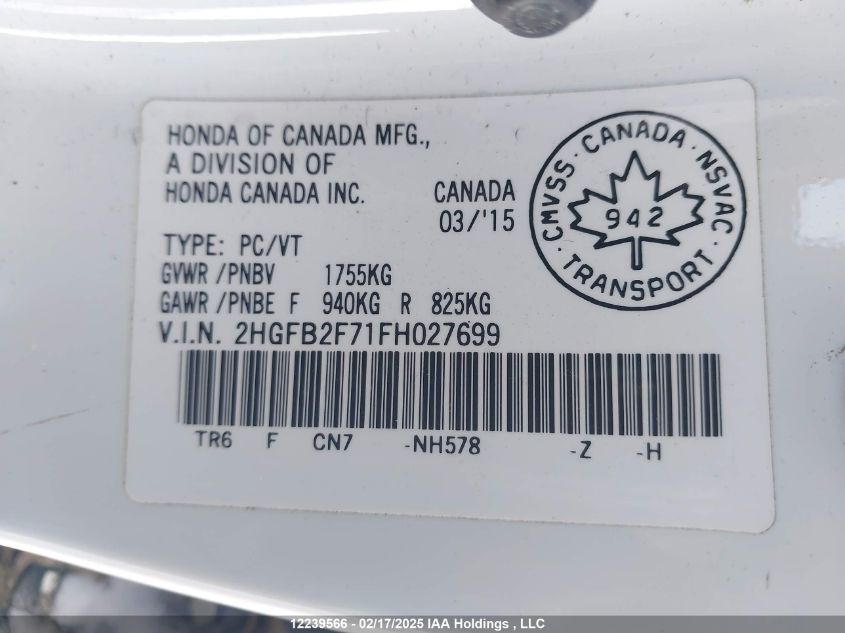 HONDA OF CANADA MFG.,
A DIVISION OF
HONDA CANADA INC.
CANADA
03/'15
CMVSS · CANADA · NSVAC
942
· TRANSPORT ·
TYPE: PC/VT
GVWR /PNBV 1755KG
GAWR /PNBE F 940KG R 825KG
V.I.N. 2HGFB2F71FH027699
TR6 F CN7 -NH578 -Z -H
12239566 - 02/17/2025 IAA Holdings , LLC